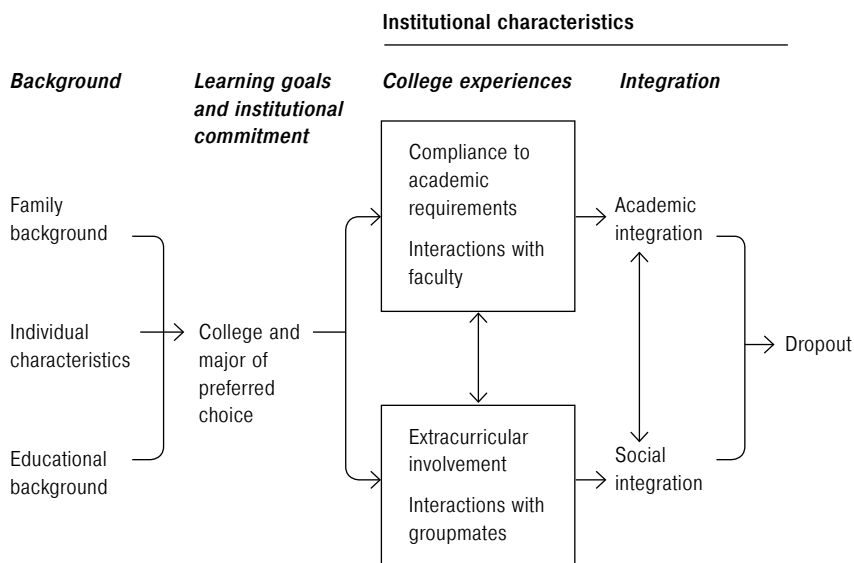 Institutional characteristics
Background
Learning goals
and institutional
commitment
College experiences
Integration
Family
background
Individual
characteristics
Educational
background
College and
major of
preferred
choice
Compliance to
academic
requirements
Interactions with
faculty
Extracurricular
involvement
Interactions with
groupmates
Academic
integration
Social
integration
Dropout